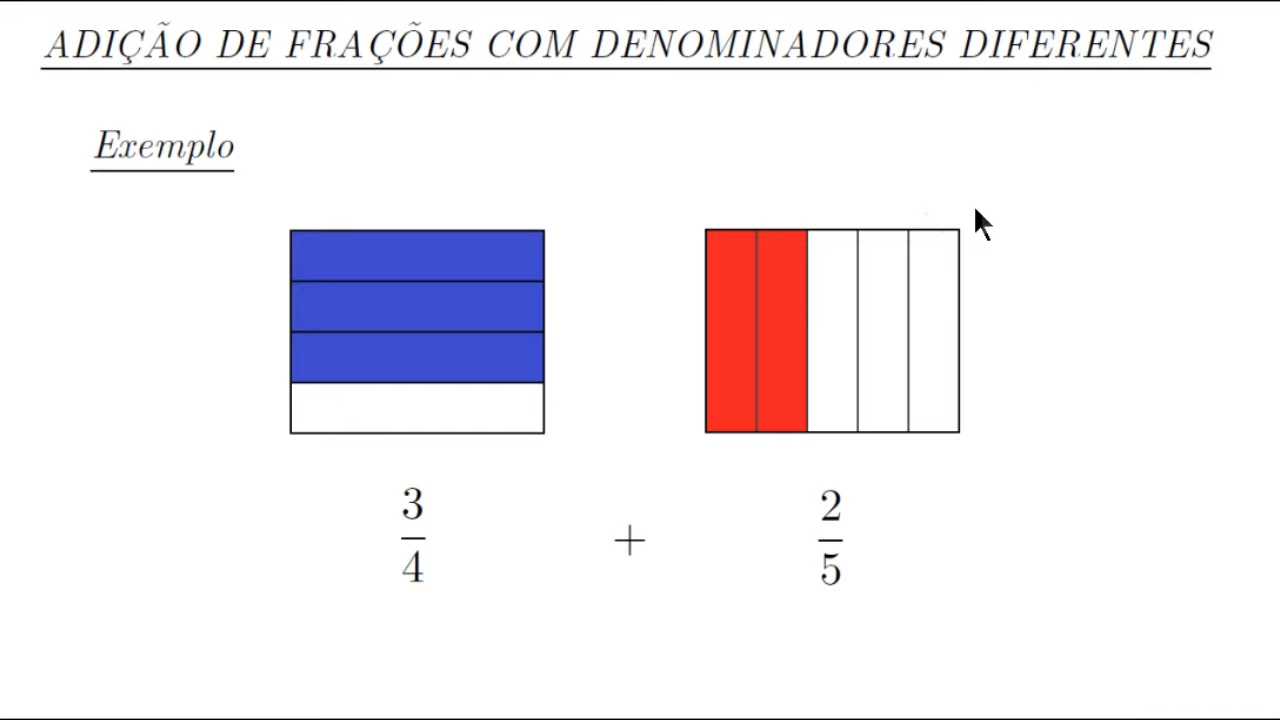 ADIÇÃO DE FRAÇÕES COM DENOMINADORES DIFERENTES
Exemplo
3/4 + 2/5